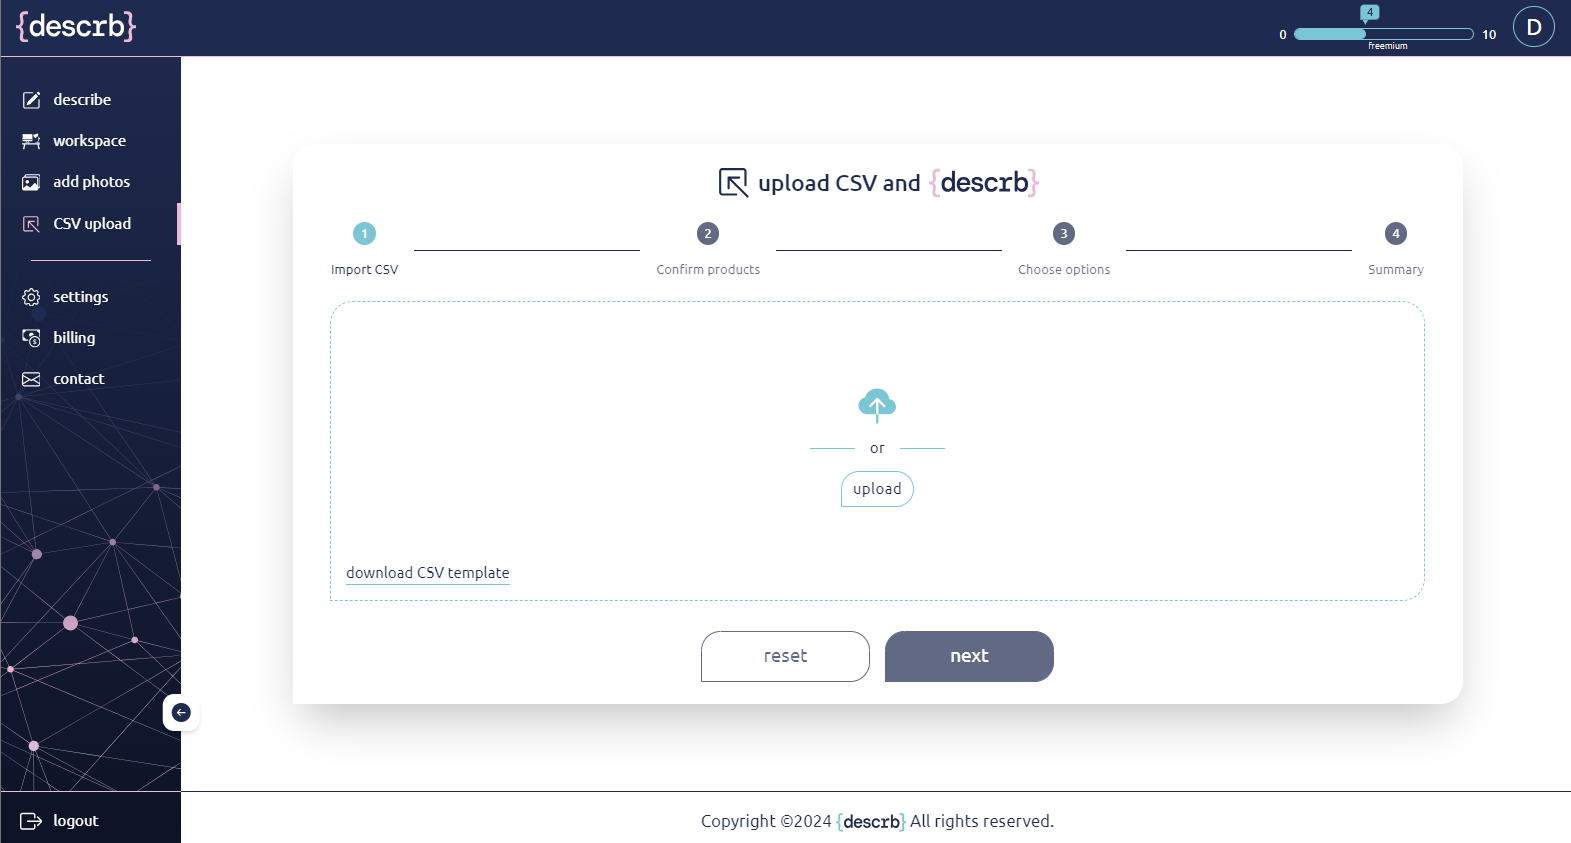 {descrb}
4
0
10
freemium
D
describe
workspace
add photos
CSV upload
settings
billing
contact
logout
upload CSV and {descrb}
1
2
3
4
Import CSV
Confirm products
Choose options
Summary
or
upload
download CSV template
reset
next
Copyright ©2024 {descrb} All rights reserved.